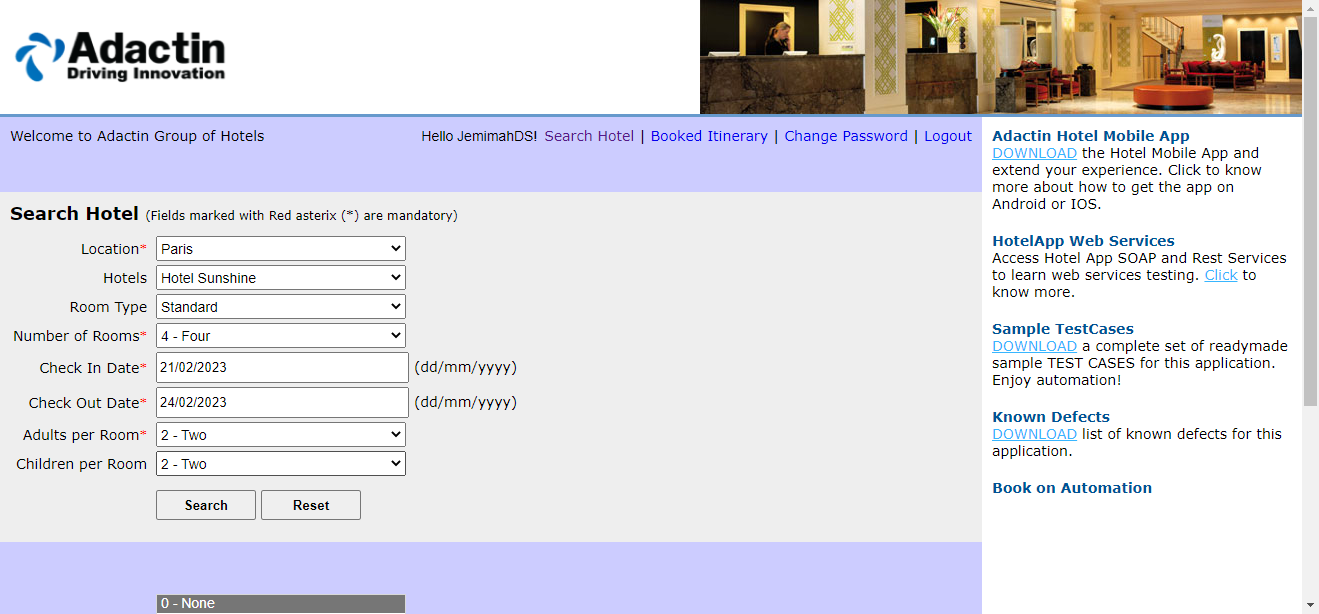 Adactin
Driving Innovation
Welcome to Adactin Group of Hotels
Hello JemimahDS! Search Hotel | Booked Itinerary | Change Password | Logout
Search Hotel (Fields marked with Red asterix (*) are mandatory)
Location* Paris
Hotels Hotel Sunshine
Room Type Standard
Number of Rooms* 4 - Four
Check In Date* 21/02/2023 (dd/mm/yyyy)
Check Out Date* 24/02/2023 (dd/mm/yyyy)
Adults per Room* 2 - Two
Children per Room 2 - Two
Search Reset
0 - None
Adactin Hotel Mobile App
DOWNLOAD the Hotel Mobile App and
extend your experience. Click to know
more about how to get the app on
Android or IOS.
HotelApp Web Services
Access Hotel App SOAP and Rest Services
to learn web services testing. Click to
know more.
Sample TestCases
DOWNLOAD a complete set of readymade
sample TEST CASES for this application.
Enjoy automation!
Known Defects
DOWNLOAD list of known defects for this
application.
Book on Automation